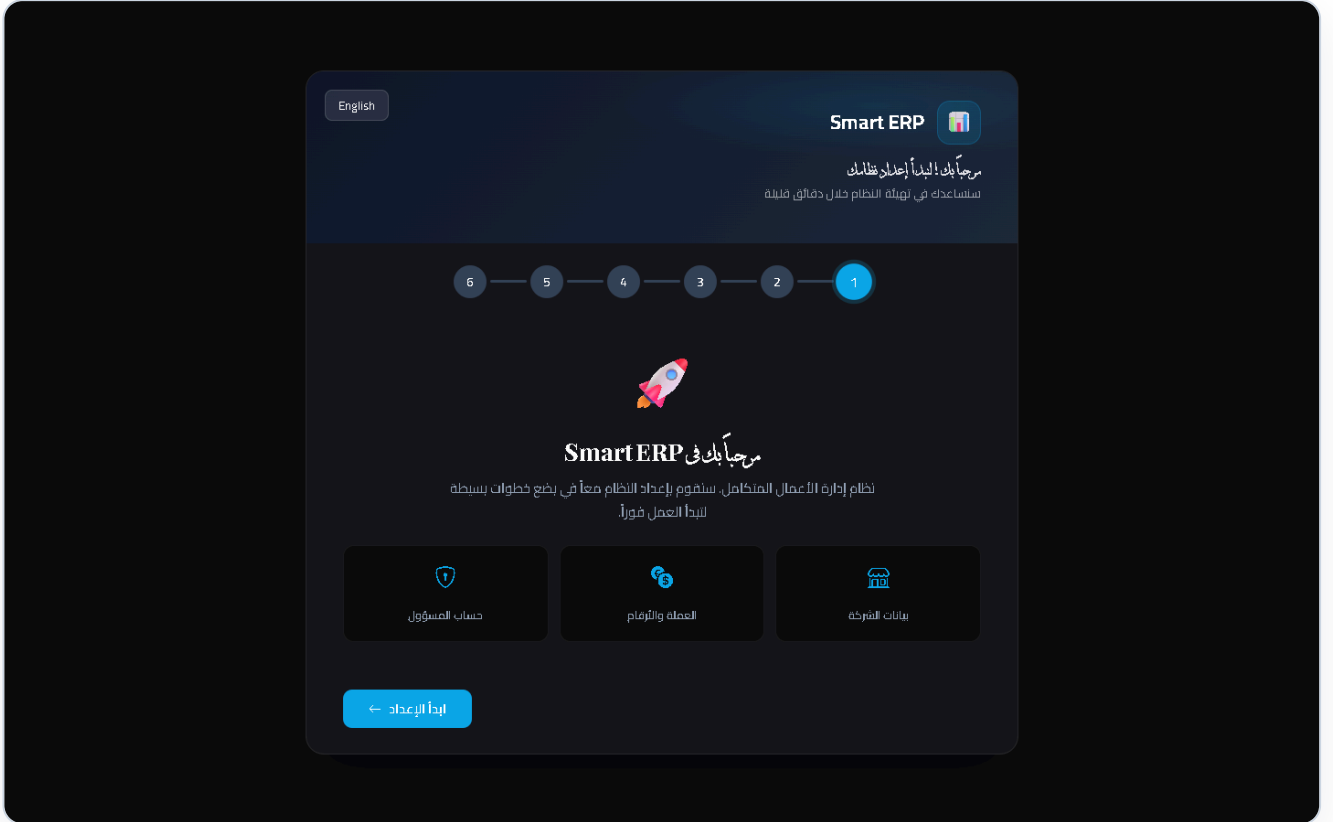 Smart ERP
English
مرحباً بك! لنبدأ إعداد نظامك
سنساعدك في تهيئة النظام خلال دقائق قليلة
1 2 3 4 5 6
مرحباً بك في Smart ERP
نظام إدارة الأعمال المتكامل. سنقوم بإعداد النظام معاً في بضع خطوات بسيطة
لتبدأ العمل فوراً.
بيانات الشركة
العملة والأرقام
حساب المسؤول
ابدأ الإعداد ←